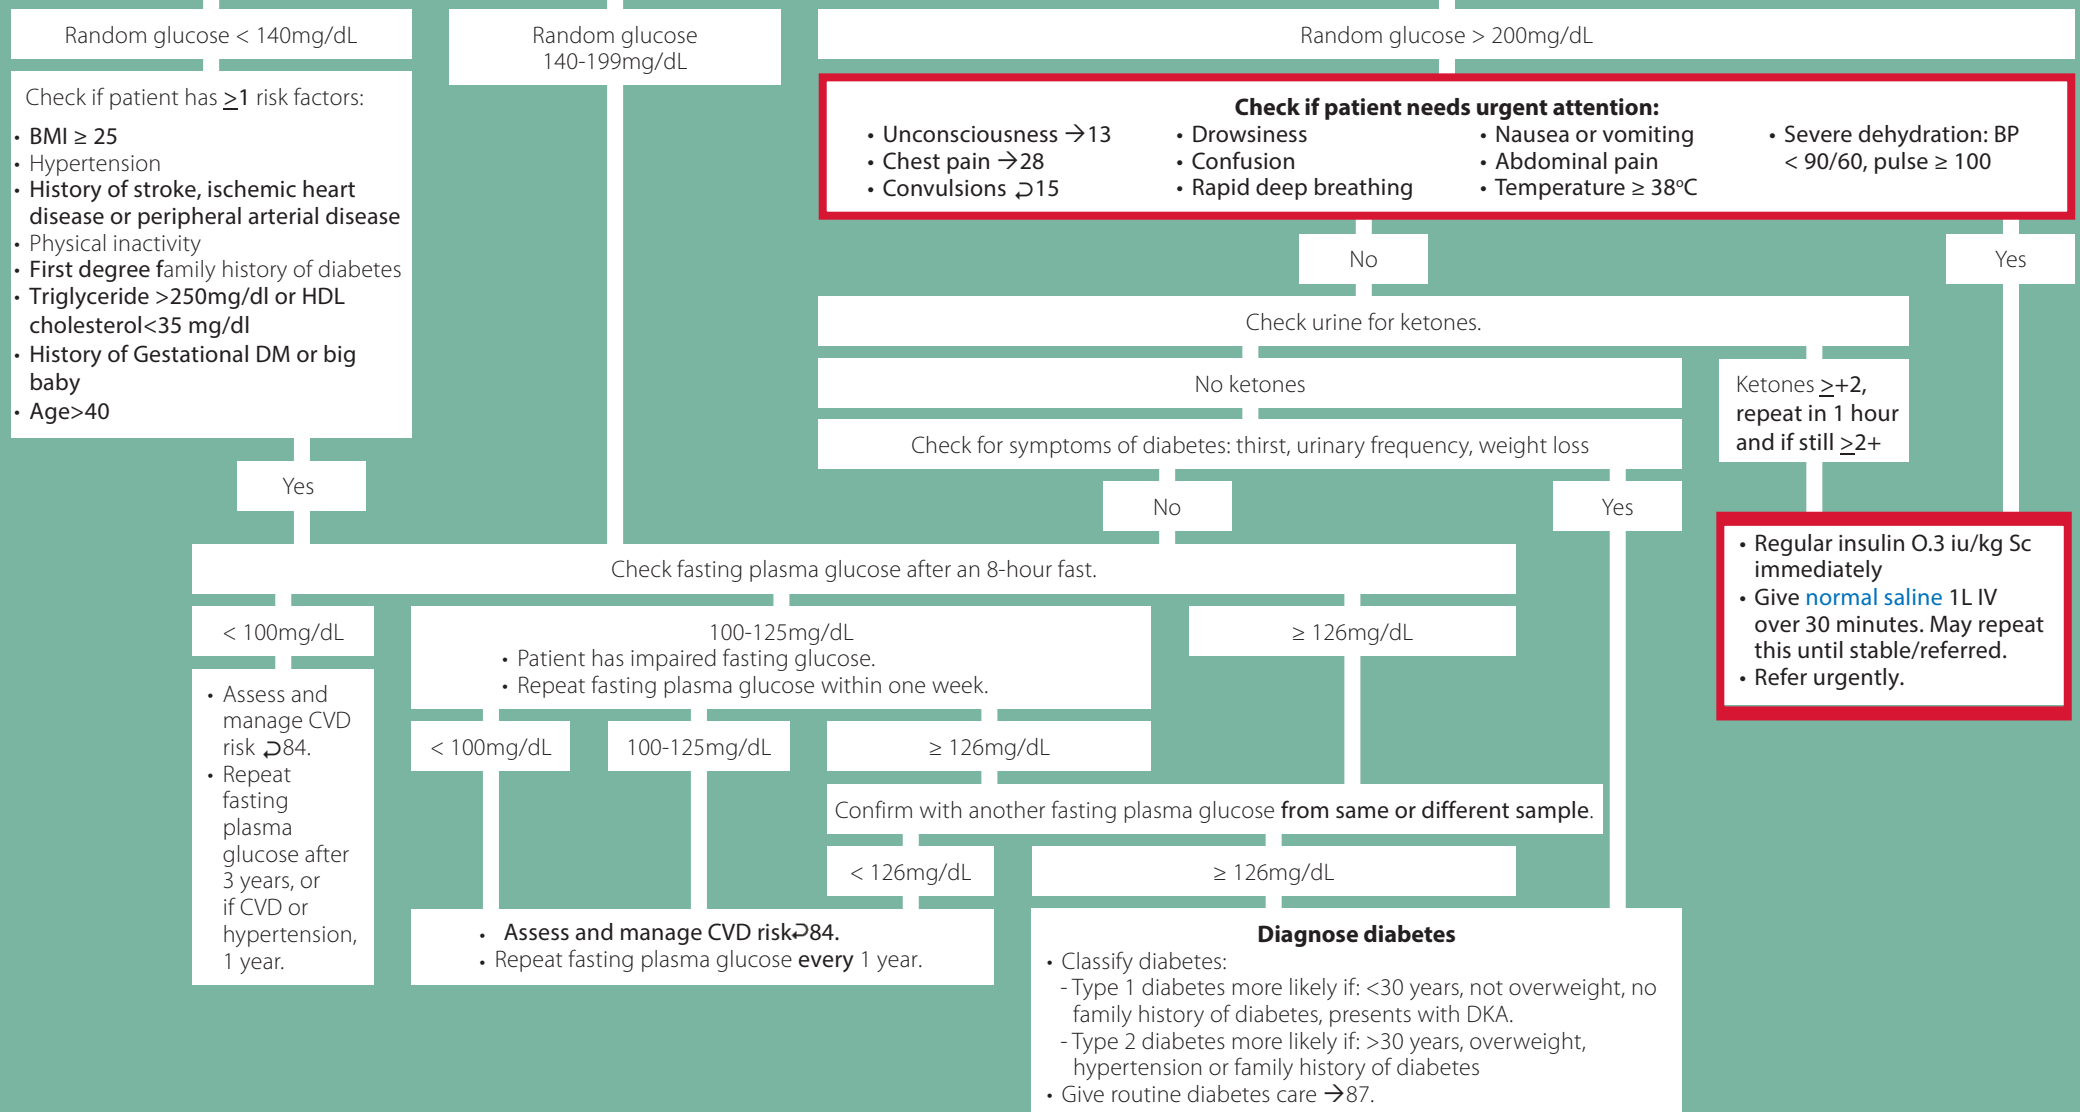 Random glucose < 140mg/dL
Random glucose
140-199mg/dL
Random glucose > 200mg/dL
Check if patient has ≥1 risk factors:
• BMI ≥ 25
• Hypertension
• History of stroke, ischemic heart
disease or peripheral arterial disease
• Physical inactivity
• First degree family history of diabetes
• Triglyceride >250mg/dl or HDL
cholesterol<35 mg/dl
• History of Gestational DM or big
baby
• Age>40
Check if patient needs urgent attention:
• Unconsciousness →13
• Chest pain →28
• Convulsions ⮌15
• Drowsiness
• Confusion
• Rapid deep breathing
• Nausea or vomiting
• Abdominal pain
• Temperature ≥ 38°C
• Severe dehydration: BP
< 90/60, pulse ≥ 100
No
Yes
Check urine for ketones.
No ketones
Ketones ≥+2,
repeat in 1 hour
and if still ≥2+
Check for symptoms of diabetes: thirst, urinary frequency, weight loss
Yes
No
Yes
• Regular insulin O.3 iu/kg Sc
immediately
• Give normal saline 1L IV
over 30 minutes. May repeat
this until stable/referred.
• Refer urgently.
Check fasting plasma glucose after an 8-hour fast.
< 100mg/dL
100-125mg/dL
• Patient has impaired fasting glucose.
• Repeat fasting plasma glucose within one week.
≥ 126mg/dL
• Assess and
manage CVD
risk ⮌84.
• Repeat
fasting
plasma
glucose after
3 years, or
if CVD or
hypertension,
1 year.
< 100mg/dL
100-125mg/dL
≥ 126mg/dL
Confirm with another fasting plasma glucose from same or different sample.
< 126mg/dL
≥ 126mg/dL
• Assess and manage CVD risk⮌84.
• Repeat fasting plasma glucose every 1 year.
Diagnose diabetes
• Classify diabetes:
- Type 1 diabetes more likely if: <30 years, not overweight, no
family history of diabetes, presents with DKA.
- Type 2 diabetes more likely if: >30 years, overweight,
hypertension or family history of diabetes
• Give routine diabetes care →87.